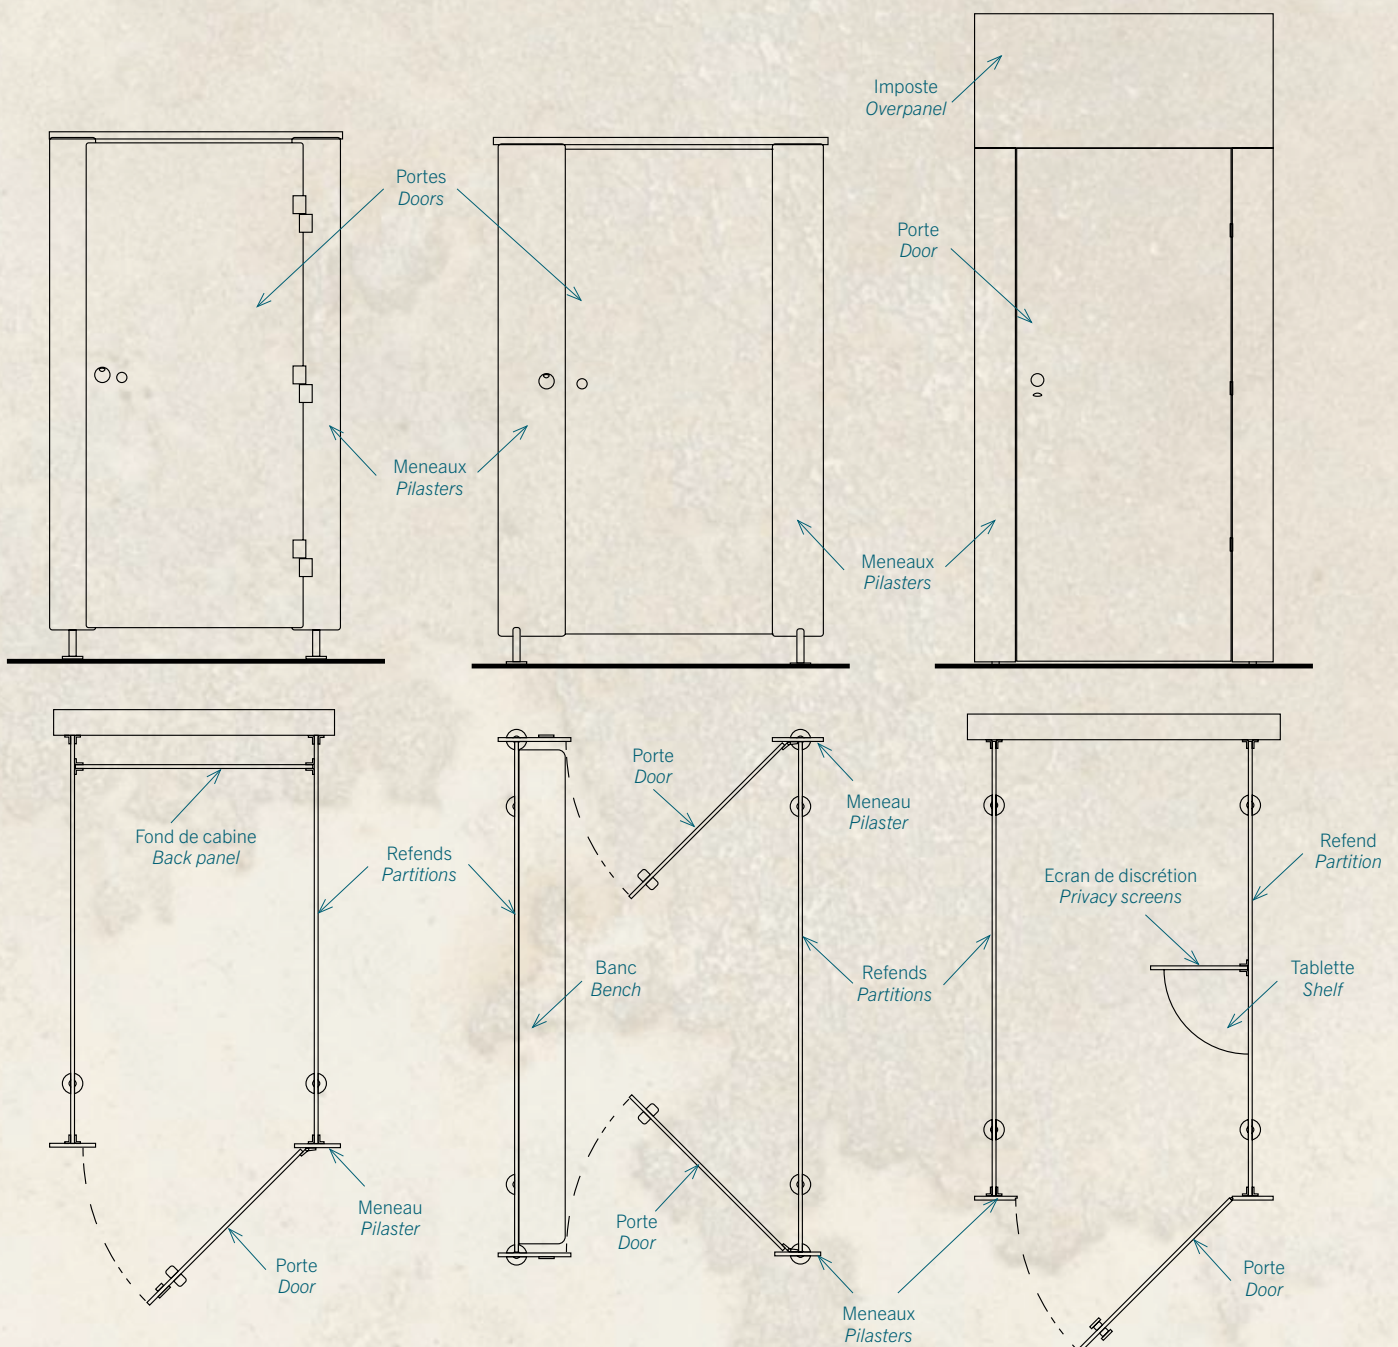 Imposte
Overpanel
Portes
Doors
Porte
Door
Meneaux
Pilasters
Meneaux
Pilasters
Porte
Door
Meneau
Pilaster
Fond de cabine
Back panel
Refends
Partitions
Refend
Partition
Ecran de discrétion
Privacy screens
Banc
Bench
Refends
Partitions
Tablette
Shelf
Meneau
Pilaster
Porte
Door
Porte
Door
Porte
Door
Meneaux
Pilasters